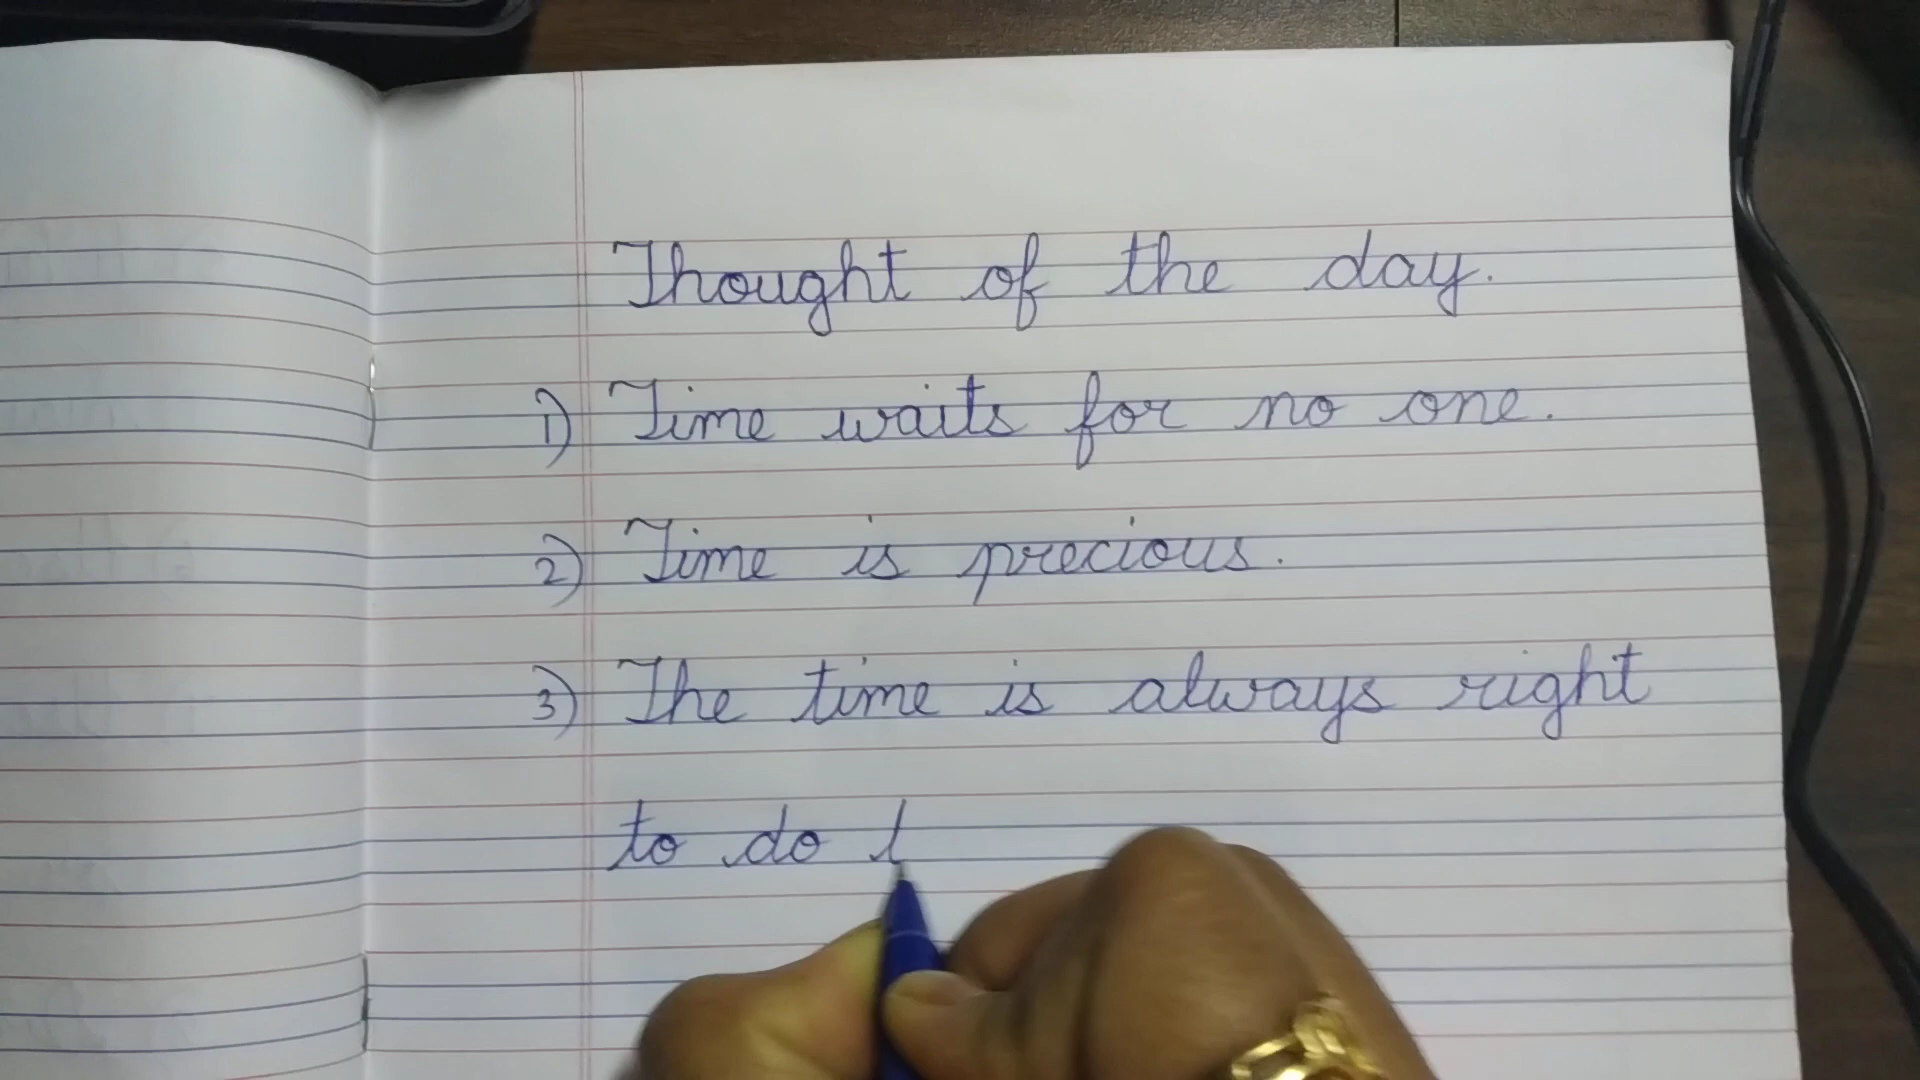 Thought of the day.
1) Time waits for no one.
2) Time is precious.
3) The time is always right
to do